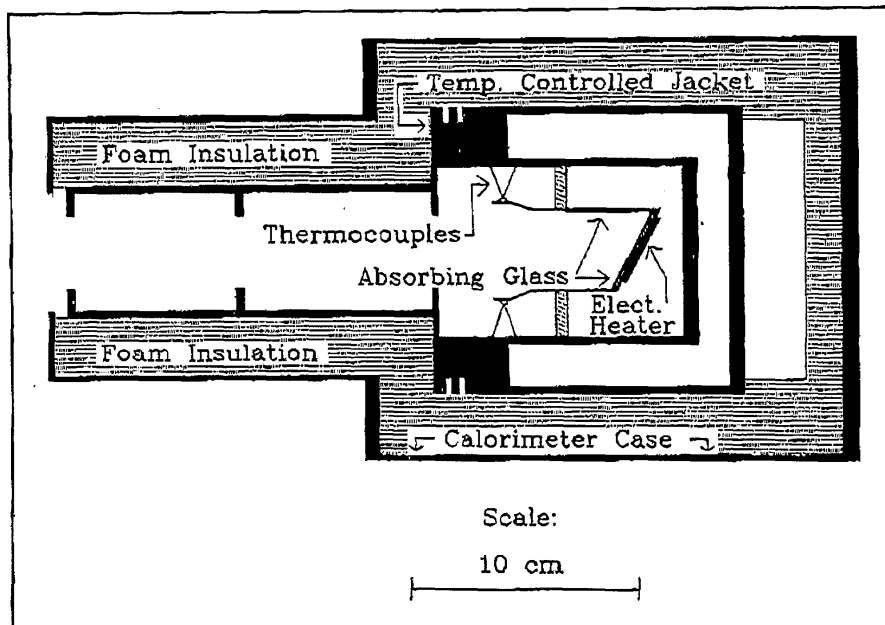 Temp. Controlled Jacket
Foam Insulation
Thermocouples
Absorbing Glass
Elect.
Heater
Foam Insulation
Calorimeter Case
Scale:
10 cm